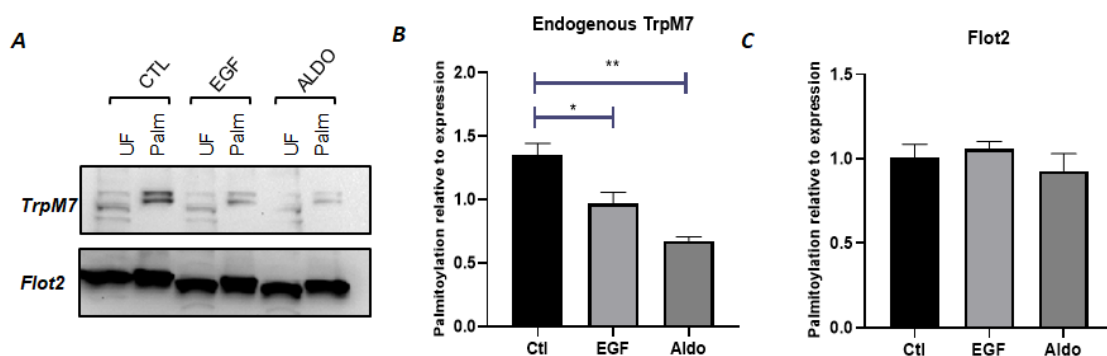 A
CTL EGF ALDO
UF Palm UF Palm UF Palm
TrpM7
Flot2
B
Endogenous TrpM7
Palmitoylation relative to expression
2.0
1.5
1.0
0.5
0.0
**
*
Ctl EGF Aldo
C
Flot2
Palmitoylation relative to expression
1.5
1.0
0.5
0.0
Ctl EGF Aldo